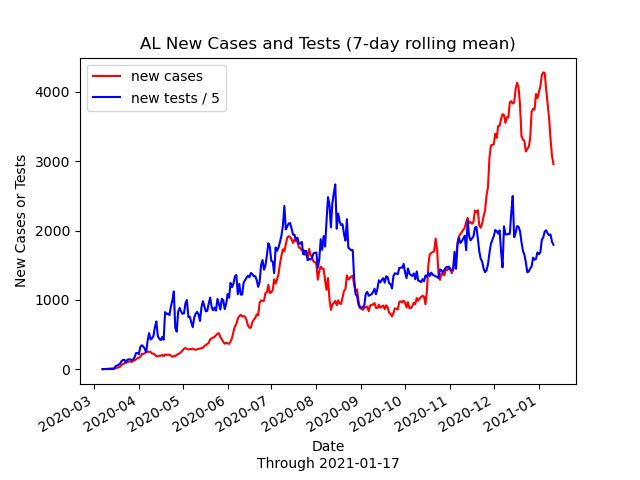 AL New Cases and Tests (7-day rolling mean)
new cases
new tests / 5
New Cases or Tests
4000
3000
2000
1000
0
2020-03
2020-04
2020-05
2020-06
2020-07
2020-08
2020-09
2020-10
2020-11
2020-12
2021-01
Date
Through 2021-01-17